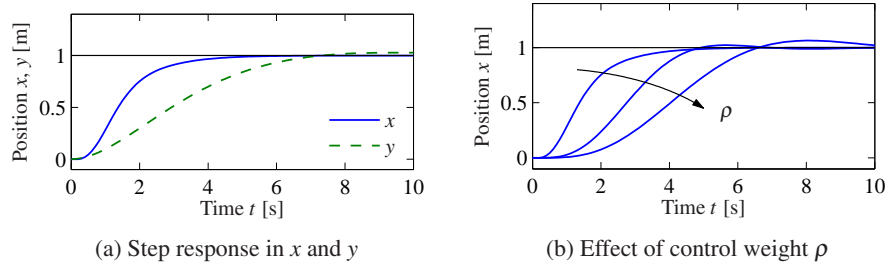 Position x, y [m]
1
0.5
0
x
y
0 2 4 6 8 10
Time t [s]
(a) Step response in x and y
Position x [m]
1
0.5
0
ρ
0 2 4 6 8 10
Time t [s]
(b) Effect of control weight ρ